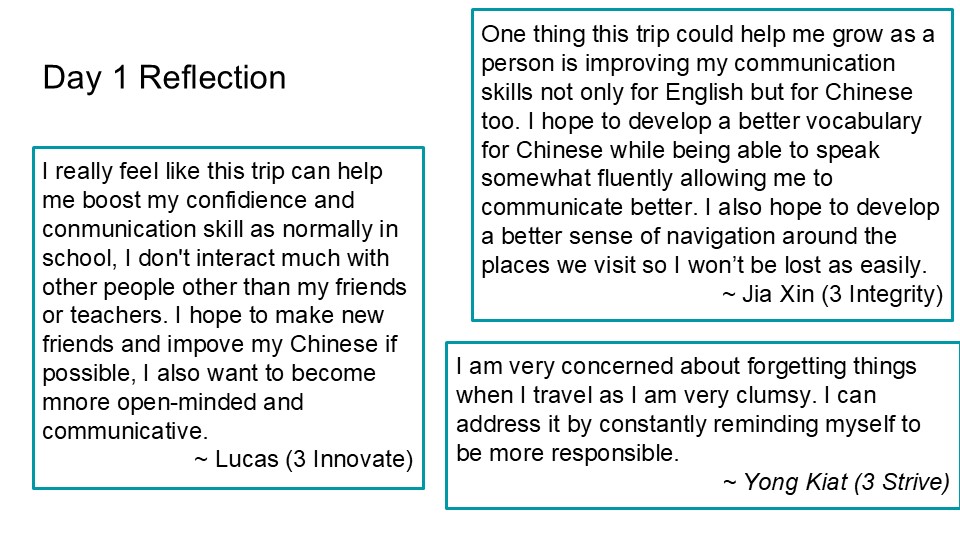 Day 1 Reflection
I really feel like this trip can help
me boost my confidience and
conmunication skill as normally in
school, I don't interact much with
other people other than my friends
or teachers. I hope to make new
friends and impove my Chinese if
possible, I also want to become
mnore open-minded and
communicative.
~ Lucas (3 Innovate)
One thing this trip could help me grow as a
person is improving my communication
skills not only for English but for Chinese
too. I hope to develop a better vocabulary
for Chinese while being able to speak
somewhat fluently allowing me to
communicate better. I also hope to develop
a better sense of navigation around the
places we visit so I won’t be lost as easily.
~ Jia Xin (3 Integrity)
I am very concerned about forgetting things
when I travel as I am very clumsy. I can
address it by constantly reminding myself to
be more responsible.
~ Yong Kiat (3 Strive)